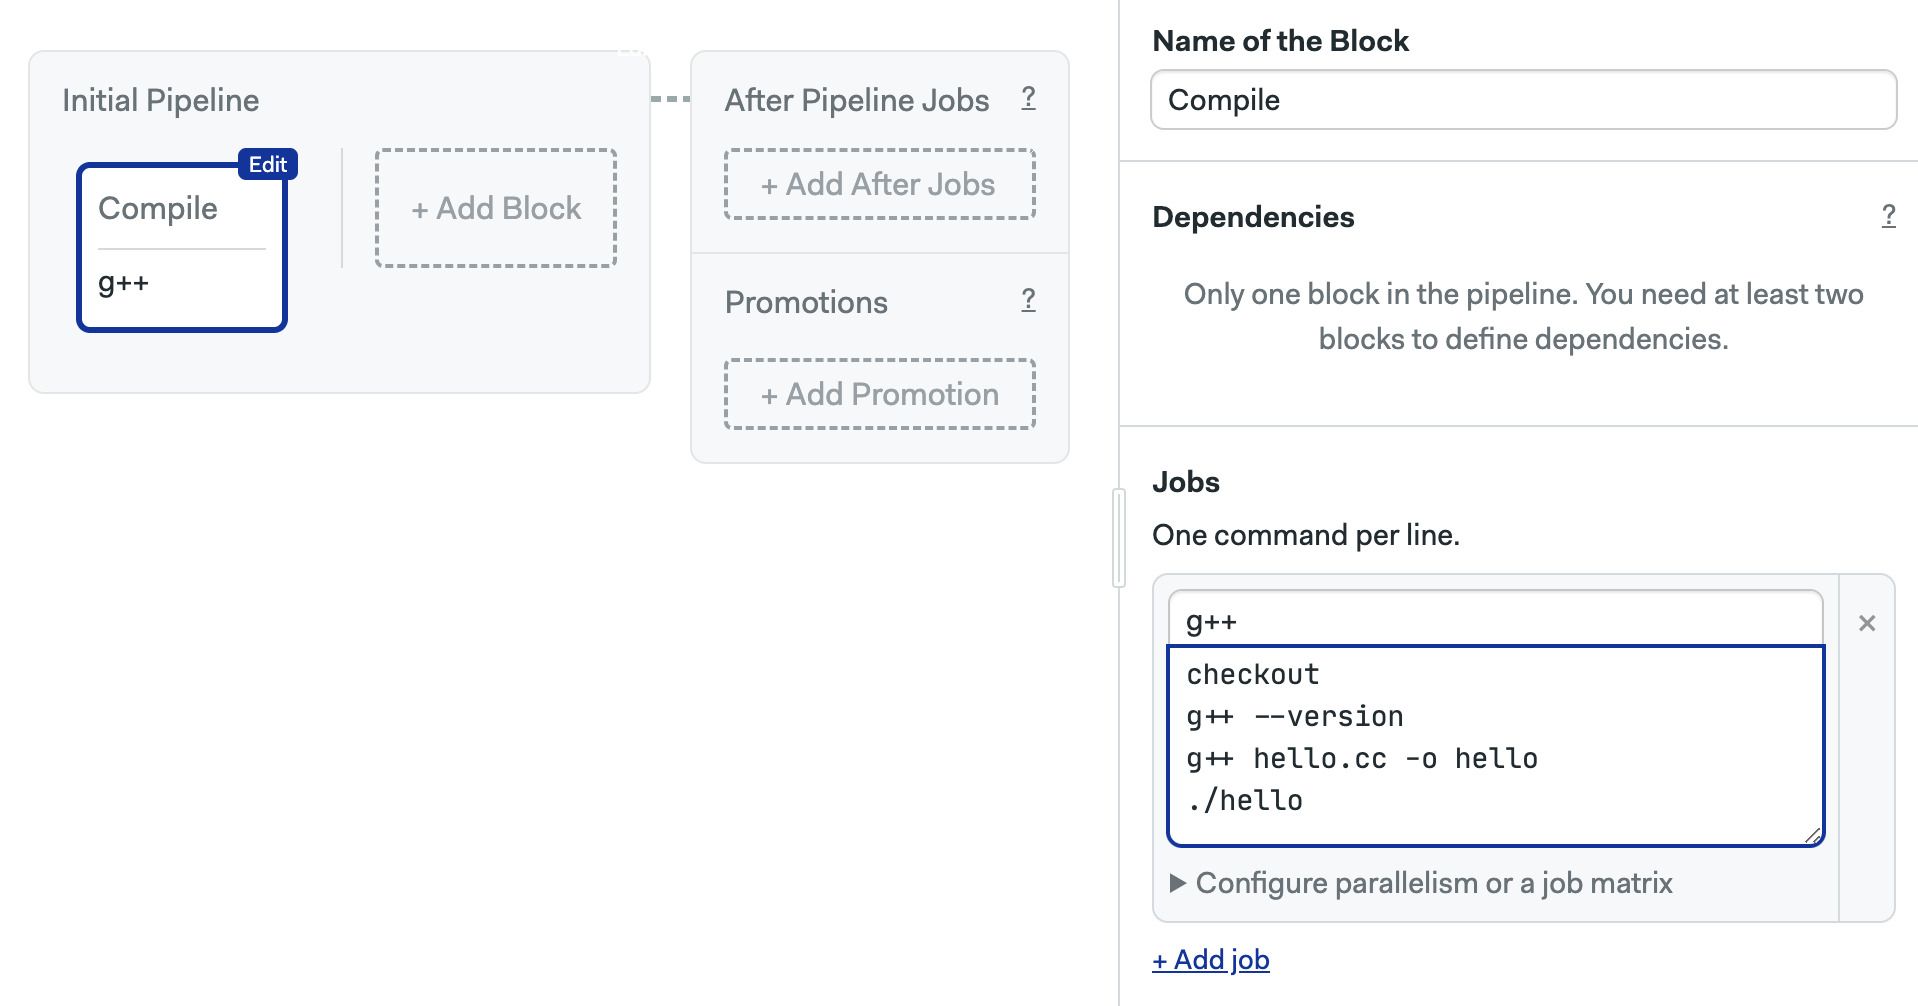 Initial Pipeline
Edit
Compile
g++
+ Add Block
After Pipeline Jobs ?
+ Add After Jobs
Promotions ?
+ Add Promotion
Name of the Block
Compile
Dependencies ?
Only one block in the pipeline. You need at least two
blocks to define dependencies.
Jobs
One command per line.
g++ ×
checkout
g++ --version
g++ hello.cc -o hello
./hello
▶ Configure parallelism or a job matrix
+ Add job